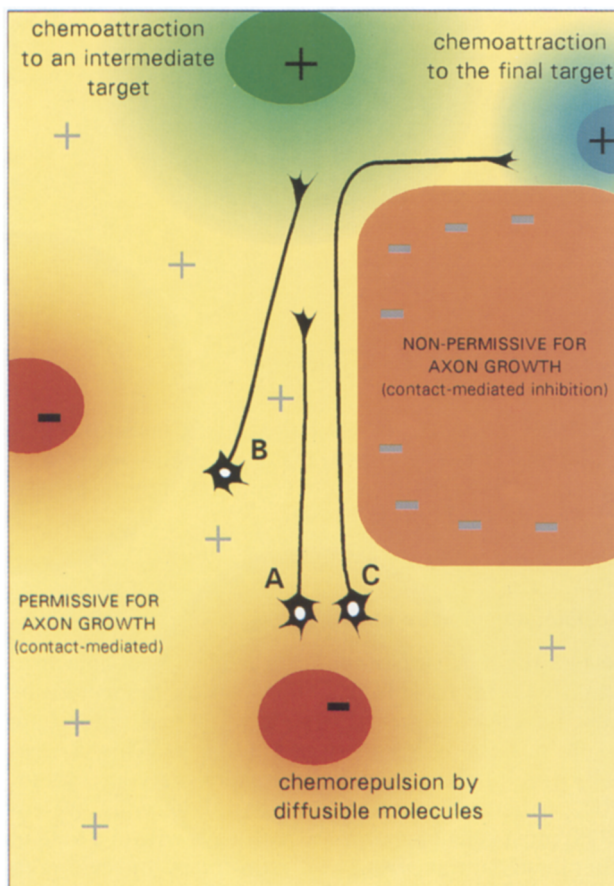 chemoattraction
to an intermediate
target
chemoattraction
to the final target
+
+
+
+
NON-PERMISSIVE FOR
AXON GROWTH
(contact-mediated inhibition)
+
B
+
A
C
PERMISSIVE FOR
AXON GROWTH
(contact-mediated)
+
+
chemorepulsion by
diffusible molecules
+
+